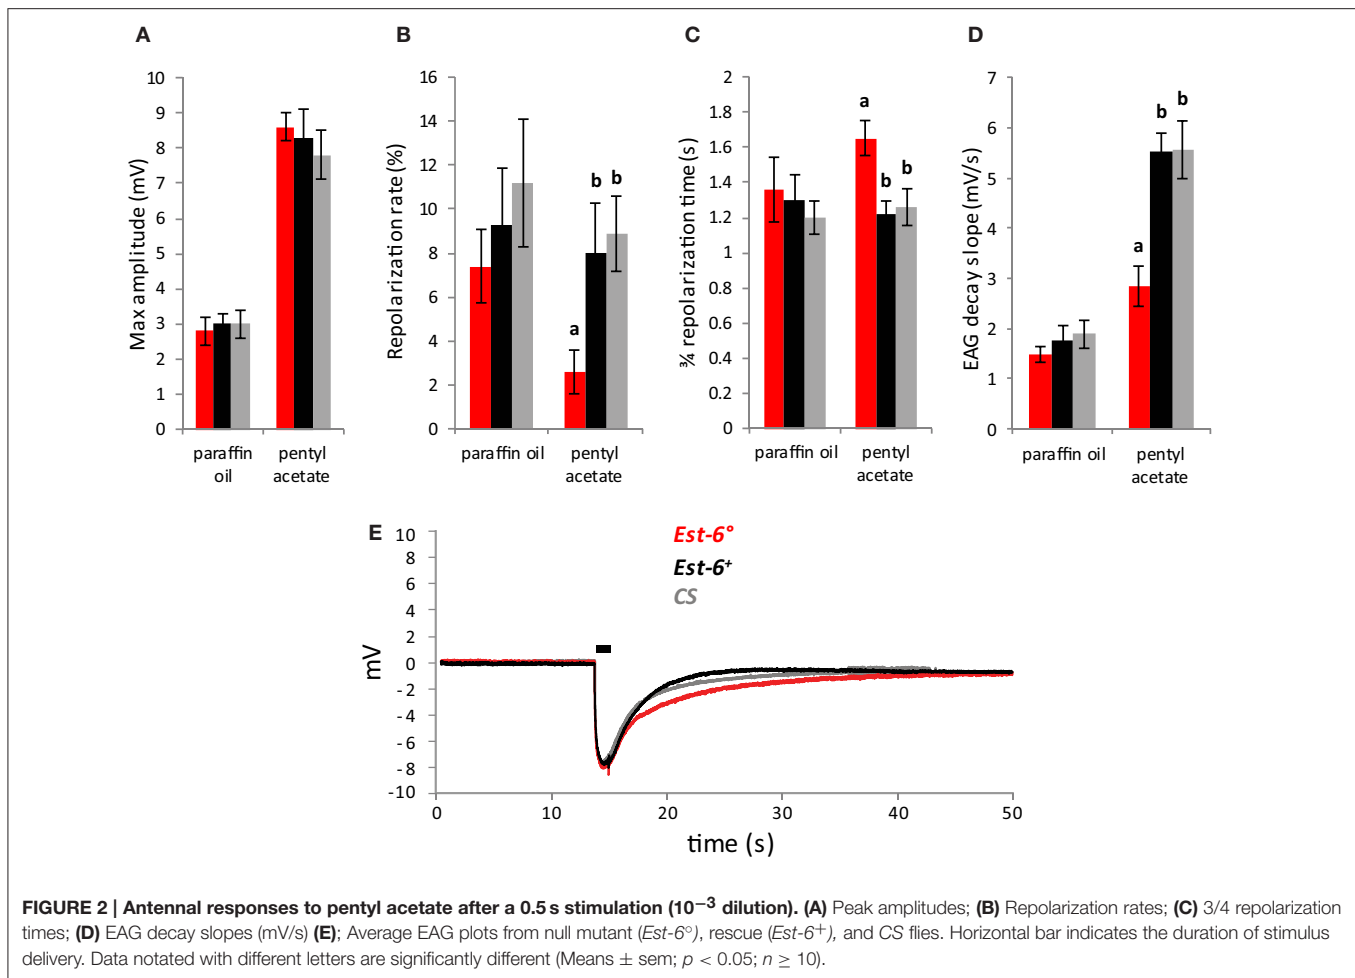 A
B
C
D
Max amplitude (mV)
10
9
8
7
6
5
4
3
2
1
0
paraffin oil
pentyl acetate
Repolarization rate (%)
16
14
12
10
8
6
4
2
0
a
b
b
paraffin oil
pentyl acetate
¾ repolarization time (s)
2
1.8
1.6
1.4
1.2
1
0.8
0.6
0.4
0.2
0
a
b
b
paraffin oil
pentyl acetate
EAG decay slope (mV/s)
7
6
5
4
3
2
1
0
a
b
b
paraffin oil
pentyl acetate
E
mV
10
8
6
4
2
0
-2
-4
-6
-8
-10
Est-6°
Est-6⁺
CS
0
10
20
30
40
50
time (s)
FIGURE 2 | Antennal responses to pentyl acetate after a 0.5 s stimulation (10⁻³ dilution). (A) Peak amplitudes; (B) Repolarization rates; (C) 3/4 repolarization
times; (D) EAG decay slopes (mV/s) (E); Average EAG plots from null mutant (Est-6°), rescue (Est-6⁺), and CS flies. Horizontal bar indicates the duration of stimulus
delivery. Data notated with different letters are significantly different (Means ± sem; p < 0.05; n ≥ 10).